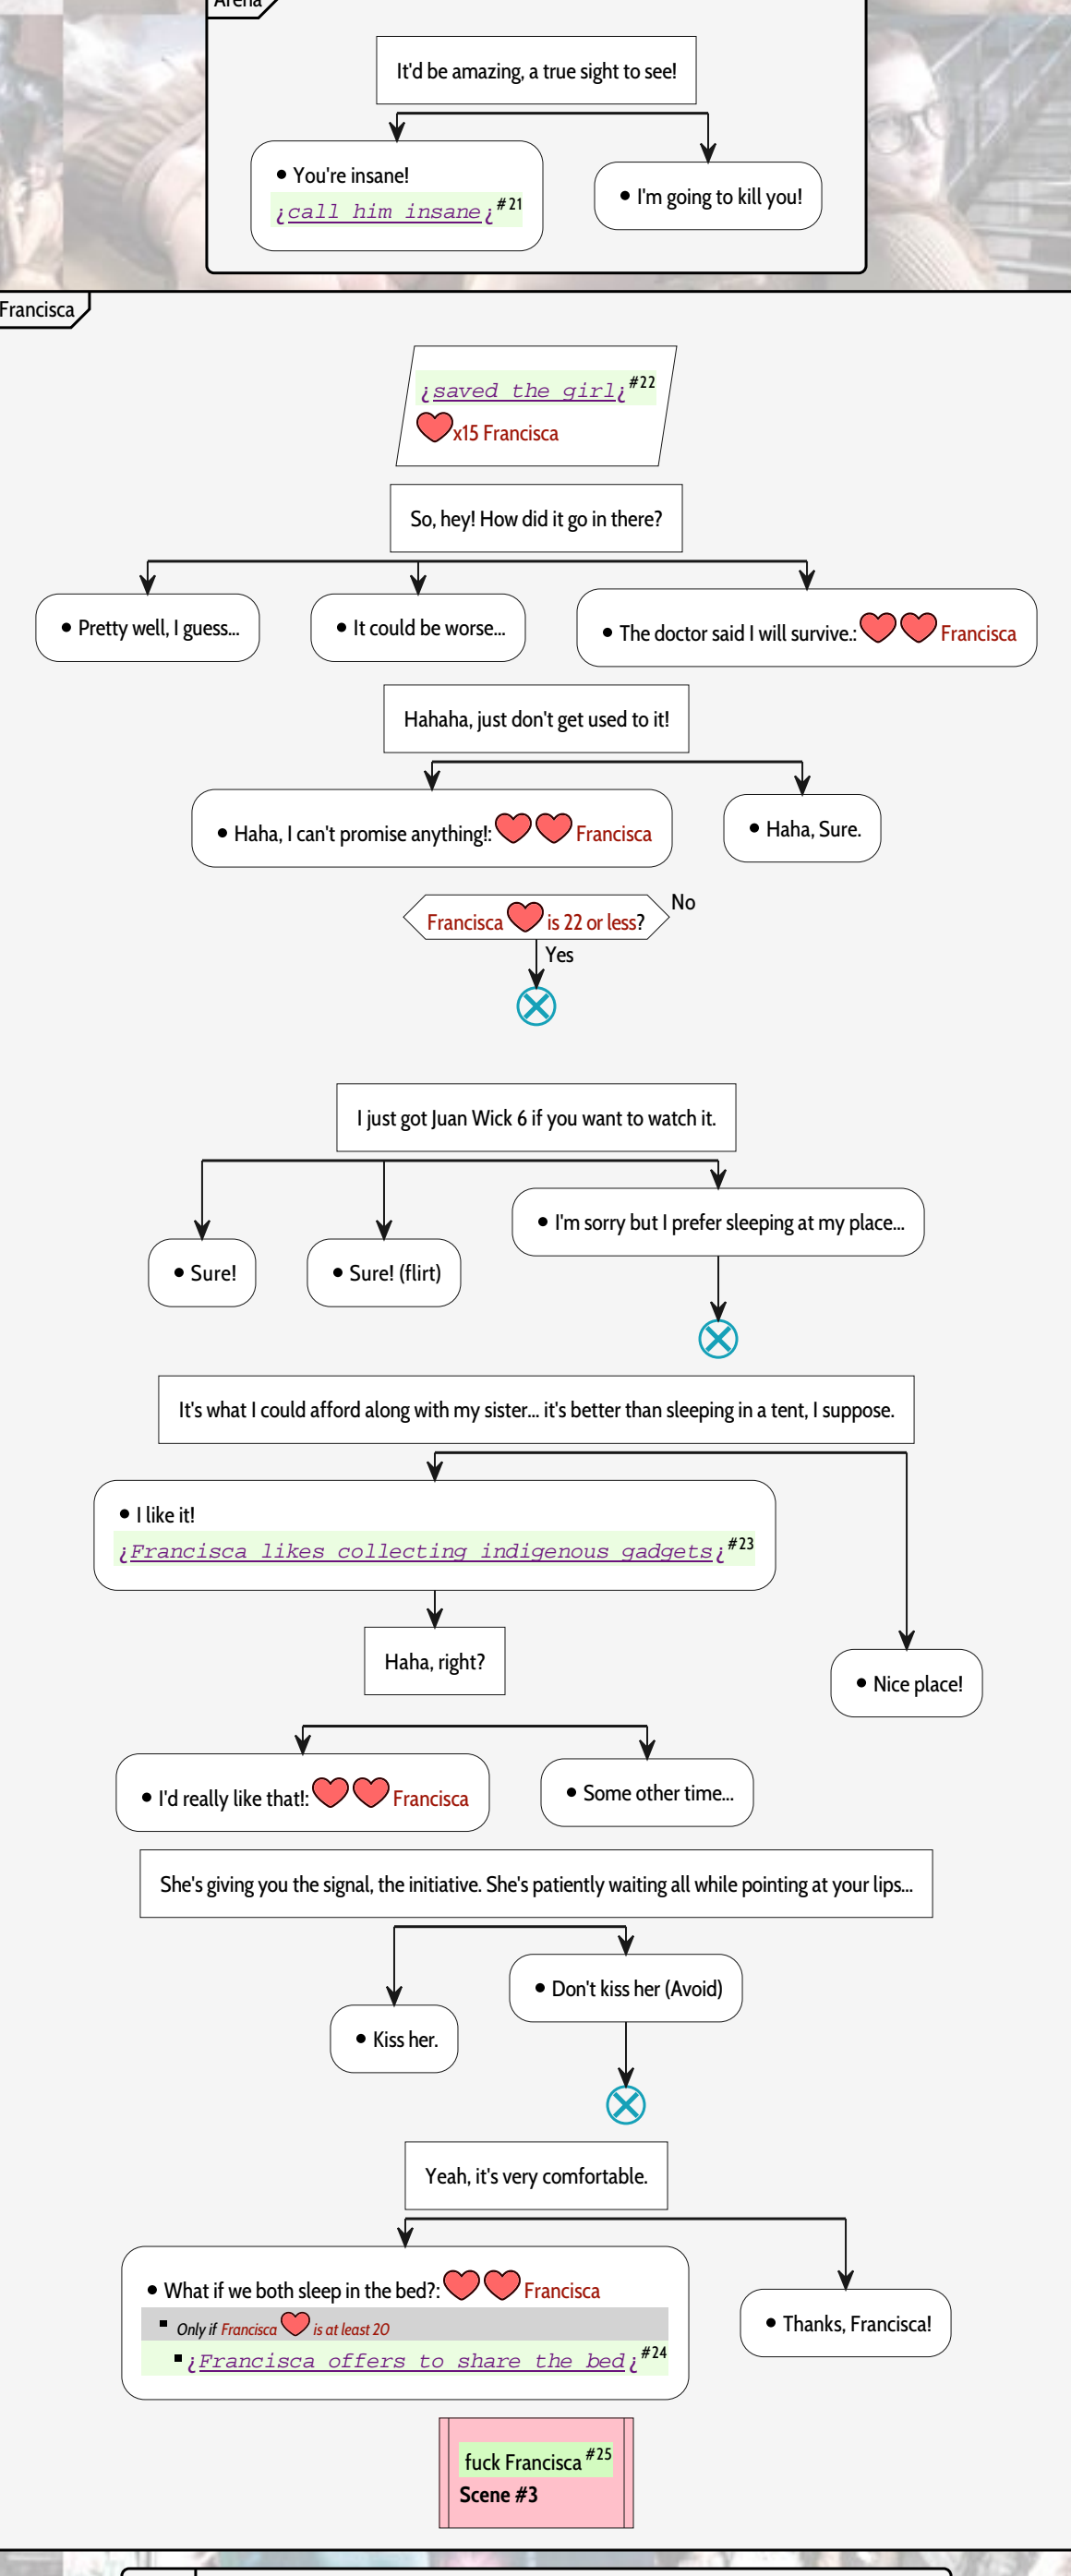 Arena
It'd be amazing, a true sight to see!
• You're insane!
¿call him insane¿ #21
• I'm going to kill you!
Francisca
¿saved the girl¿ #22
x15 Francisca
So, hey! How did it go in there?
• Pretty well, I guess...
• It could be worse...
• The doctor said I will survive.: Francisca
Hahaha, just don't get used to it!
• Haha, I can't promise anything!: Francisca
• Haha, Sure.
Francisca is 22 or less?
No
Yes
I just got Juan Wick 6 if you want to watch it.
• I'm sorry but I prefer sleeping at my place...
• Sure!
• Sure! (flirt)
It's what I could afford along with my sister... it's better than sleeping in a tent, I suppose.
• I like it!
¿Francisca likes collecting indigenous gadgets¿ #23
Haha, right?
• Nice place!
• I'd really like that!: Francisca
• Some other time...
She's giving you the signal, the initiative. She's patiently waiting all while pointing at your lips...
• Don't kiss her (Avoid)
• Kiss her.
Yeah, it's very comfortable.
• What if we both sleep in the bed?: Francisca
▪ Only if Francisca is at least 20
▪ ¿Francisca offers to share the bed¿ #24
• Thanks, Francisca!
fuck Francisca #25
Scene #3